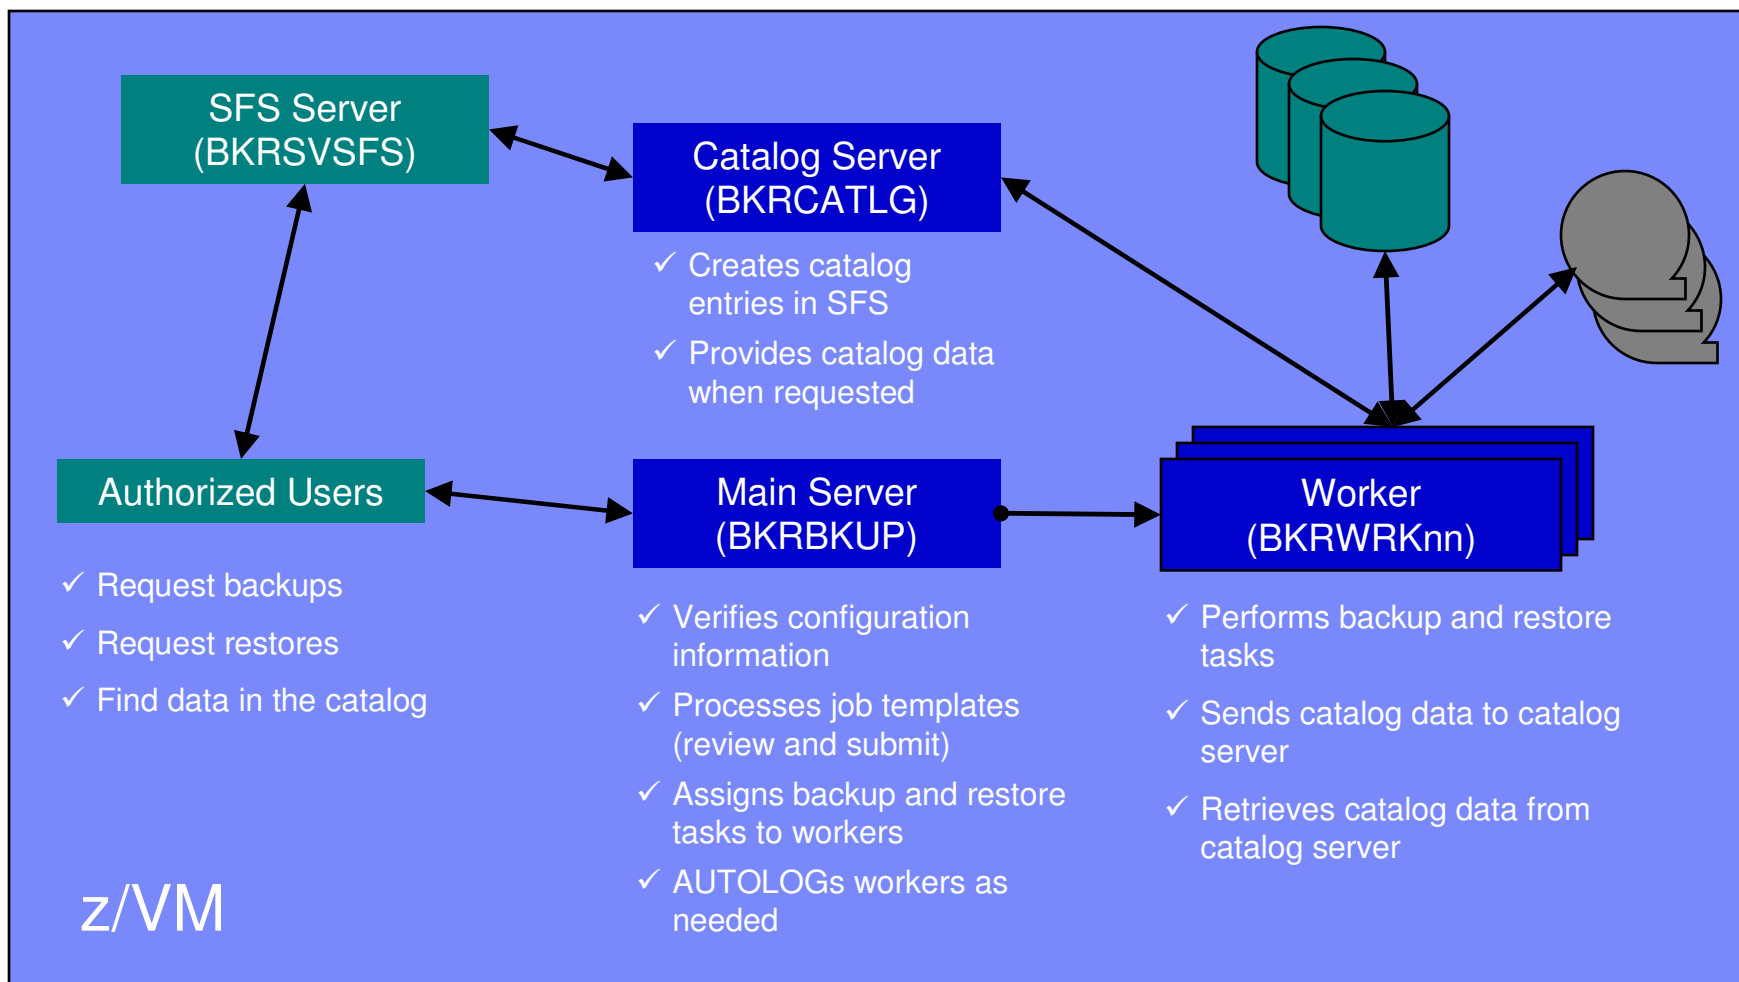 SFS Server
(BKRSVSFS)
Catalog Server
(BKRCATLG)
✓ Creates catalog
entries in SFS
✓ Provides catalog data
when requested
Authorized Users
✓ Request backups
✓ Request restores
✓ Find data in the catalog
Main Server
(BKRBKUP)
✓ Verifies configuration
information
✓ Processes job templates
(review and submit)
✓ Assigns backup and restore
tasks to workers
✓ AUTOLOGs workers as
needed
Worker
(BKRWRKnn)
✓ Performs backup and restore
tasks
✓ Sends catalog data to catalog
server
✓ Retrieves catalog data from
catalog server
z/VM